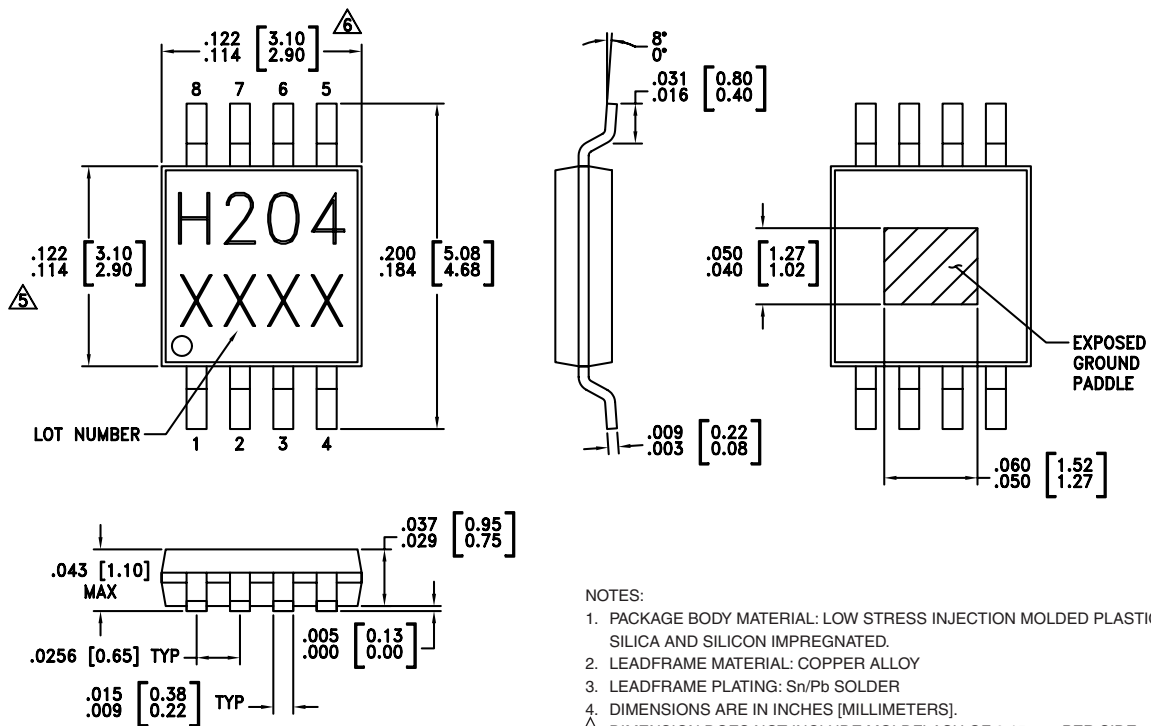 .122 [3.10]
.114 [2.90]
6
8 7 6 5
H204
XXXX
.122 [3.10]
.114 [2.90]
5
.200 [5.08]
.184 [4.68]
LOT NUMBER
1 2 3 4
8°
0°
.031 [0.80]
.016 [0.40]
.009 [0.22]
.003 [0.08]
.050 [1.27]
.040 [1.02]
EXPOSED
GROUND
PADDLE
.060 [1.52]
.050 [1.27]
.037 [0.95]
.029 [0.75]
.043 [1.10]
MAX
.005 [0.13]
.000 [0.00]
.0256 [0.65] TYP
.015 [0.38]
.009 [0.22] TYP
NOTES:
1. PACKAGE BODY MATERIAL: LOW STRESS INJECTION MOLDED PLASTIC
SILICA AND SILICON IMPREGNATED.
2. LEADFRAME MATERIAL: COPPER ALLOY
3. LEADFRAME PLATING: Sn/Pb SOLDER
4. DIMENSIONS ARE IN INCHES [MILLIMETERS].